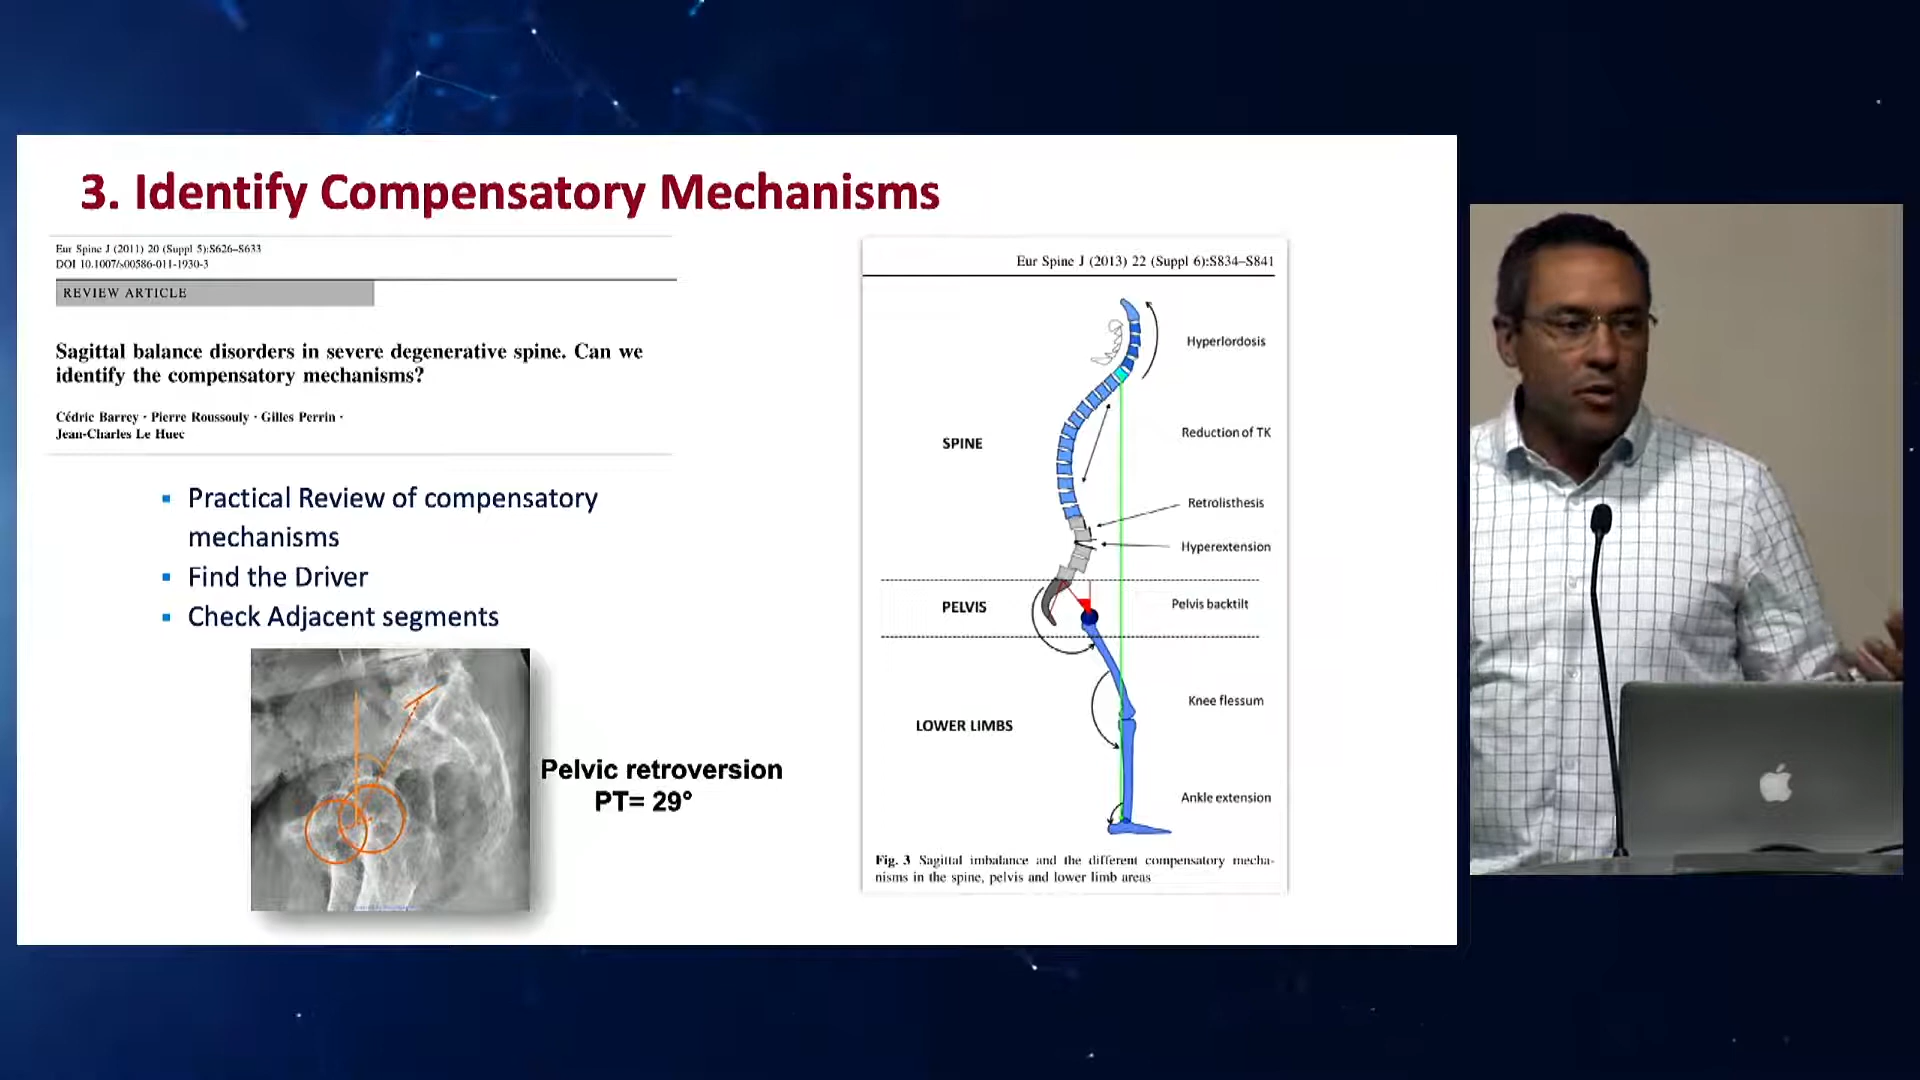 3. Identify Compensatory Mechanisms
Eur Spine J (2011) 20 (Suppl 5):S626–S633
DOI 10.1007/s00586-011-1930-3
REVIEW ARTICLE
Sagittal balance disorders in severe degenerative spine. Can we
identify the compensatory mechanisms?
Cédric Barrey · Pierre Roussouly · Gilles Perrin ·
Jean-Charles Le Huec
▪ Practical Review of compensatory
mechanisms
▪ Find the Driver
▪ Check Adjacent segments
Pelvic retroversion
PT= 29°
Eur Spine J (2013) 22 (Suppl 6):S834–S841
Hyperlordosis
Reduction of TK
SPINE
Retrolisthesis
Hyperextension
PELVIS
Pelvis backtilt
Knee flessum
LOWER LIMBS
Ankle extension
Fig. 3 Sagittal imbalance and the different compensatory mecha-
nisms in the spine, pelvis and lower limb areas